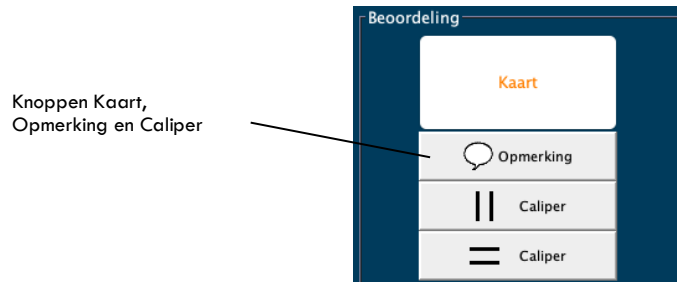 Beoordeling
Kaart
Knoppen Kaart,
Opmerking en Caliper
Opmerking
Caliper
Caliper